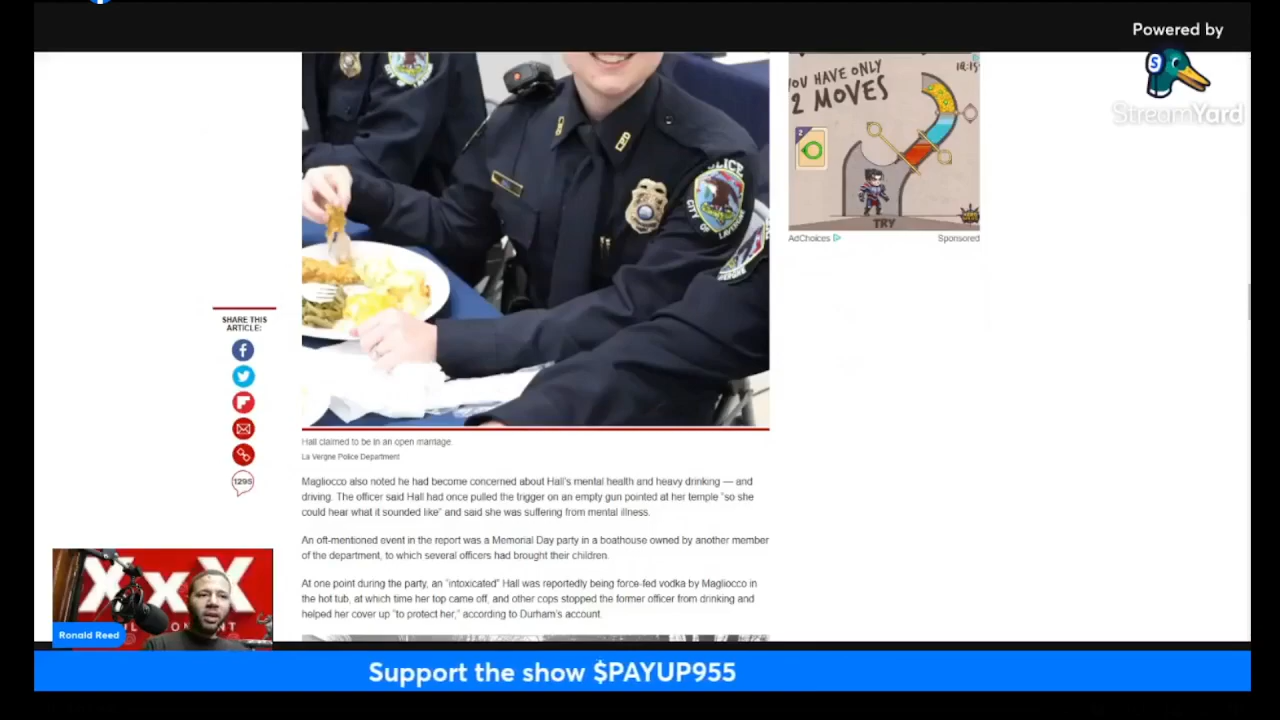 Powered by
StreamYard
YOU HAVE ONLY
2 MOVES
TRY
AdChoices
Sponsored
POLICE
CITY OF LAVERGNE
SHARE THIS
ARTICLE:
1295
Hall claimed to be in an open marriage.
La Vergne Police Department
Magliocco also noted he had become concerned about Hall's mental health and heavy drinking — and
driving. The officer said Hall had once pulled the trigger on an empty gun pointed at her temple "so she
could hear what it sounded like" and said she was suffering from mental illness.
An oft-mentioned event in the report was a Memorial Day party in a boathouse owned by another member
of the department, to which several officers had brought their children.
At one point during the party, an "intoxicated" Hall was reportedly being force-fed vodka by Magliocco in
the hot tub, at which time her top came off, and other cops stopped the former officer from drinking and
helped her cover up "to protect her," according to Durham's account.
XXX
Ronald Reed
Support the show $PAYUP955